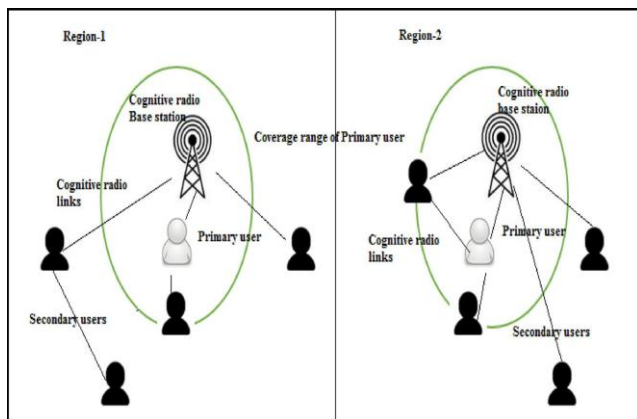 Region-1
Cognitive radio
Base station
Cognitive radio
links
Primary user
Secondary users
Coverage range of Primary user
Region-2
Cognitive radio
base staion
Cognitive radio
links
Primary user
Secondary users